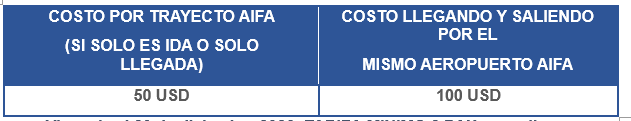 COSTO POR TRAYECTO AIFA
(SI SOLO ES IDA O SOLO
LLEGADA)
COSTO LLEGANDO Y SALIENDO
POR EL
MISMO AEROPUERTO AIFA
50 USD
100 USD